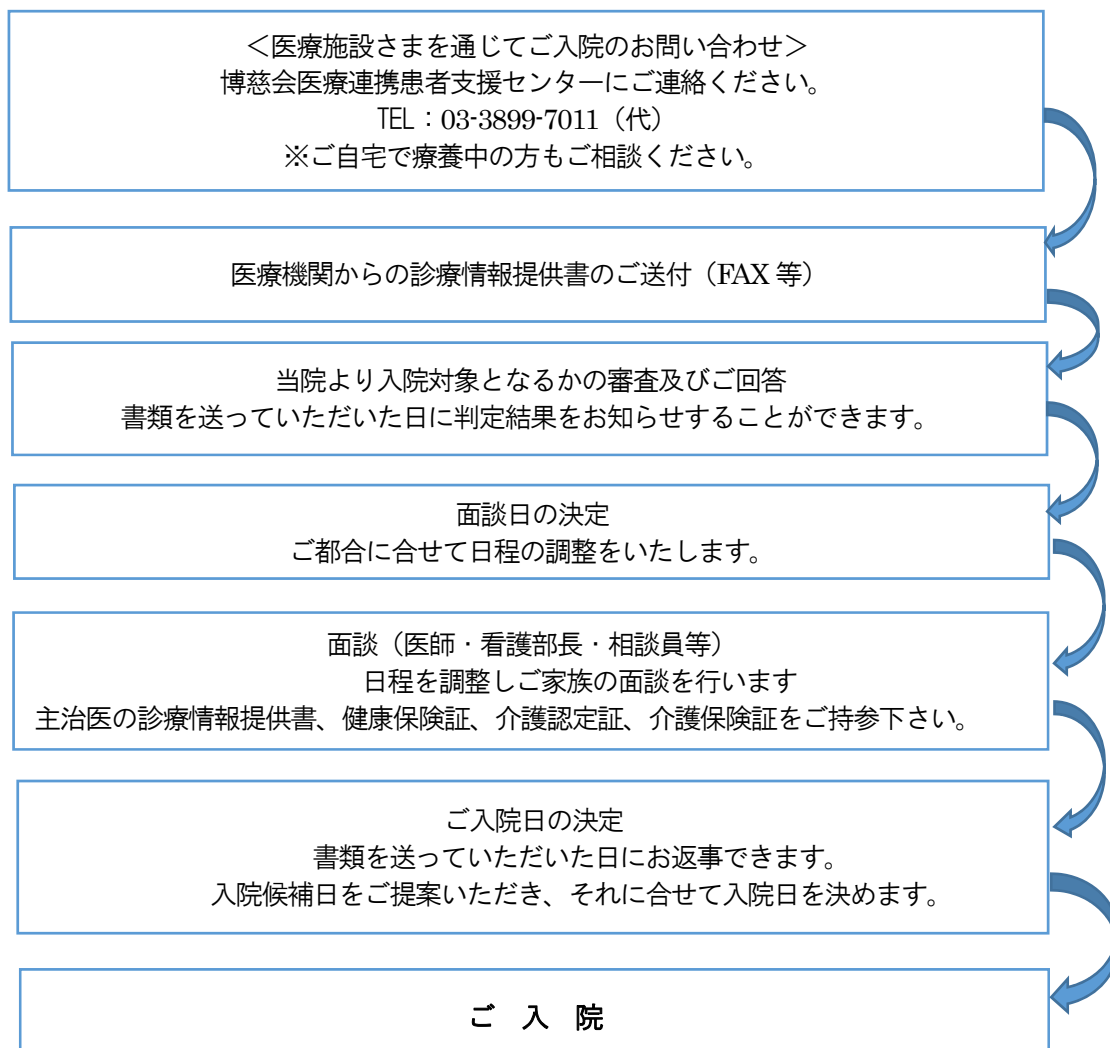 ＜医療施設さまを通じてご入院のお問い合わせ＞
博慈会医療連携患者支援センターにご連絡ください。
TEL：03-3899-7011（代）
※ご自宅で療養中の方もご相談ください。
医療機関からの診療情報提供書のご送付（FAX 等）
当院より入院対象となるかの審査及びご回答
書類を送っていただいた日に判定結果をお知らせすることができます。
面談日の決定
ご都合に合せて日程の調整をいたします。
面談（医師・看護部長・相談員等）
日程を調整しご家族の面談を行います
主治医の診療情報提供書、健康保険証、介護認定証、介護保険証をご持参下さい。
ご入院日の決定
書類を送っていただいた日にお返事できます。
入院候補日をご提案いただき、それに合せて入院日を決めます。
ご　入　院